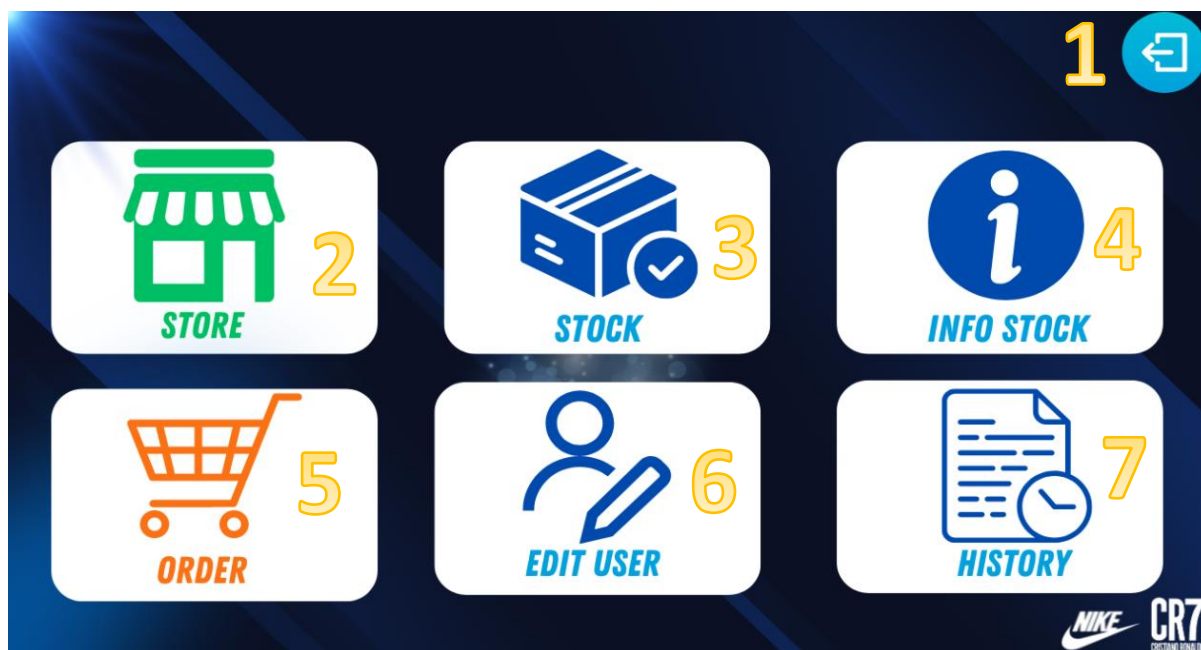 1
2
STORE
3
STOCK
4
INFO STOCK
5
ORDER
6
EDIT USER
7
HISTORY
NIKE
CR7